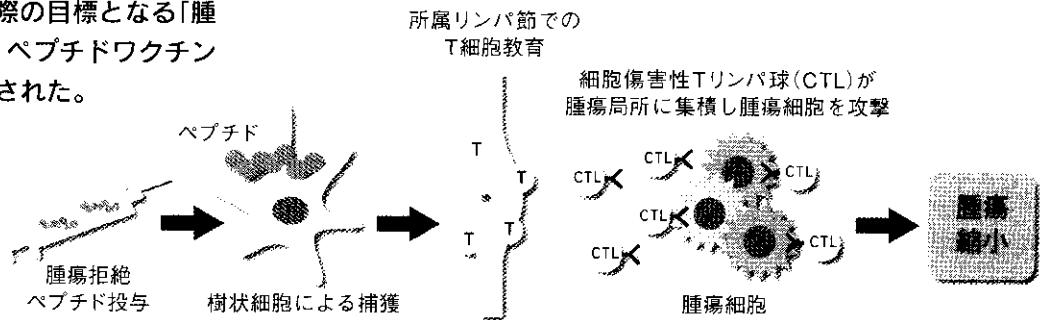 際の目標となる「腫
ペプチドワクチン
された。
所属リンパ節での
T細胞教育
細胞傷害性Tリンパ球(CTL)が
腫瘍局所に集積し腫瘍細胞を攻撃
ペプチド
T
T
T
T
CTL
CTL
CTL
CTL
CTL
CTL
腫瘍
縮小
腫瘍拒絶
ペプチド投与
樹状細胞による捕獲
腫瘍細胞